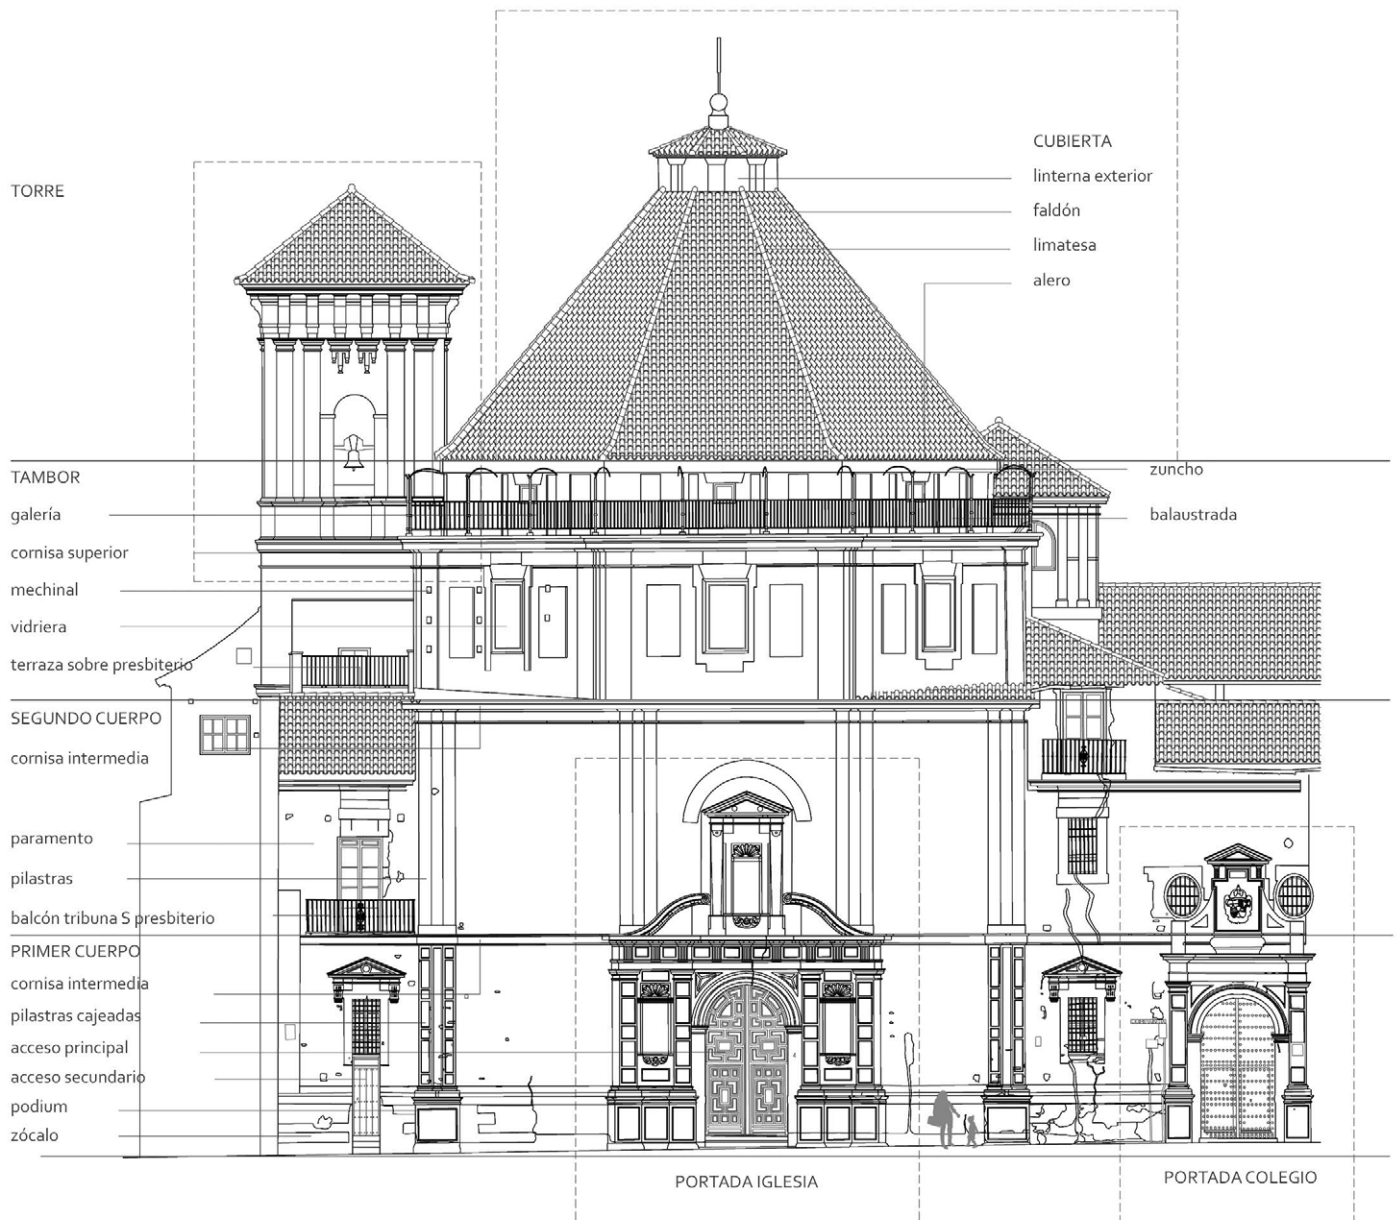 TORRE
CUBIERTA
linterna exterior
faldón
limatesa
alero
TAMBOR
galería
cornisa superior
mechinal
vidriera
terraza sobre presbiterio
zuncho
balaustrada
SEGUNDO CUERPO
cornisa intermedia
paramento
pilastras
balcón tribuna S presbiterio
PRIMER CUERPO
cornisa intermedia
pilastras cajeadas
acceso principal
acceso secundario
podium
zócalo
PORTADA IGLESIA
PORTADA COLEGIO